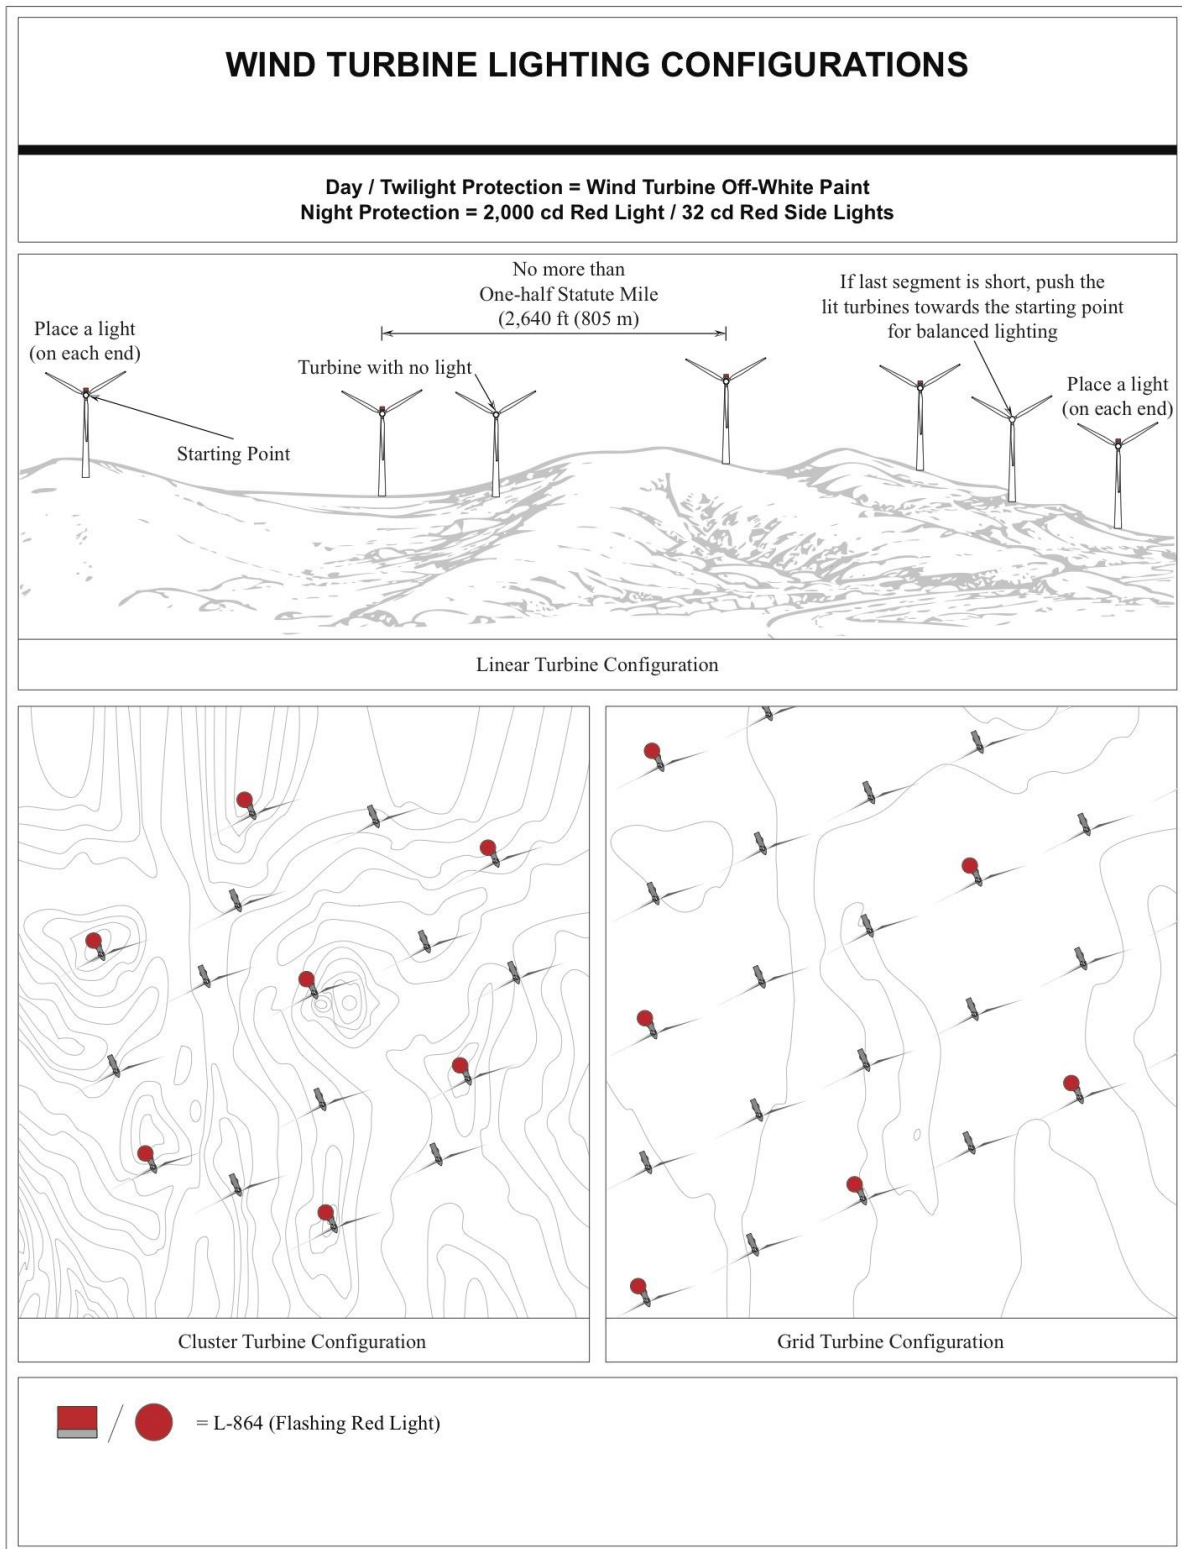 WIND TURBINE LIGHTING CONFIGURATIONS
Day / Twilight Protection = Wind Turbine Off-White Paint
Night Protection = 2,000 cd Red Light / 32 cd Red Side Lights
No more than
One-half Statute Mile
(2,640 ft (805 m)
If last segment is short, push the
lit turbines towards the starting point
for balanced lighting
Place a light
(on each end)
Turbine with no light
Place a light
(on each end)
Starting Point
Linear Turbine Configuration
Cluster Turbine Configuration
Grid Turbine Configuration
/ = L-864 (Flashing Red Light)